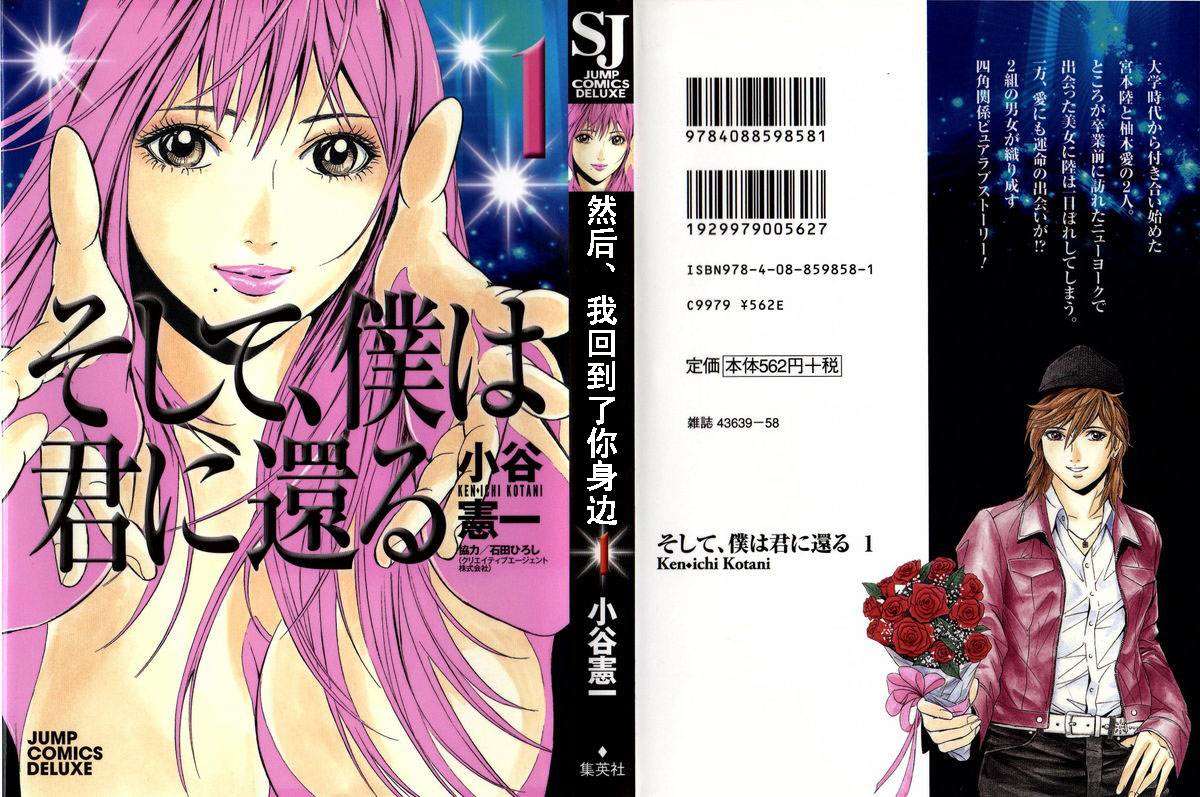 1
そして、僕は
君に還る
小谷
KEN・ICHI KOTANI
憲一
協力/石田ひろし
(クリエイティブエージェント
株式会社)
JUMP
COMICS
DELUXE
SJ
JUMP
COMICS
DELUXE
然后、我回到了你身边
1
小谷憲一
集英社
9784088598581
1929979005627
ISBN978-4-08-859858-1
C9979 ¥562E
定価 本体562円+税
雑誌 43639-58
そして、僕は君に還る 1
Ken・ichi Kotani
大学時代から付き合い始めた
宮本陸と柚木愛の2人。
ところが卒業前に訪れたニューヨークで
出会った美女に陸は一目ぼれしてしまう。
一方、愛にも運命の出会いが!?
2組の男女が織り成す
四角関係ピュアラブストーリー!